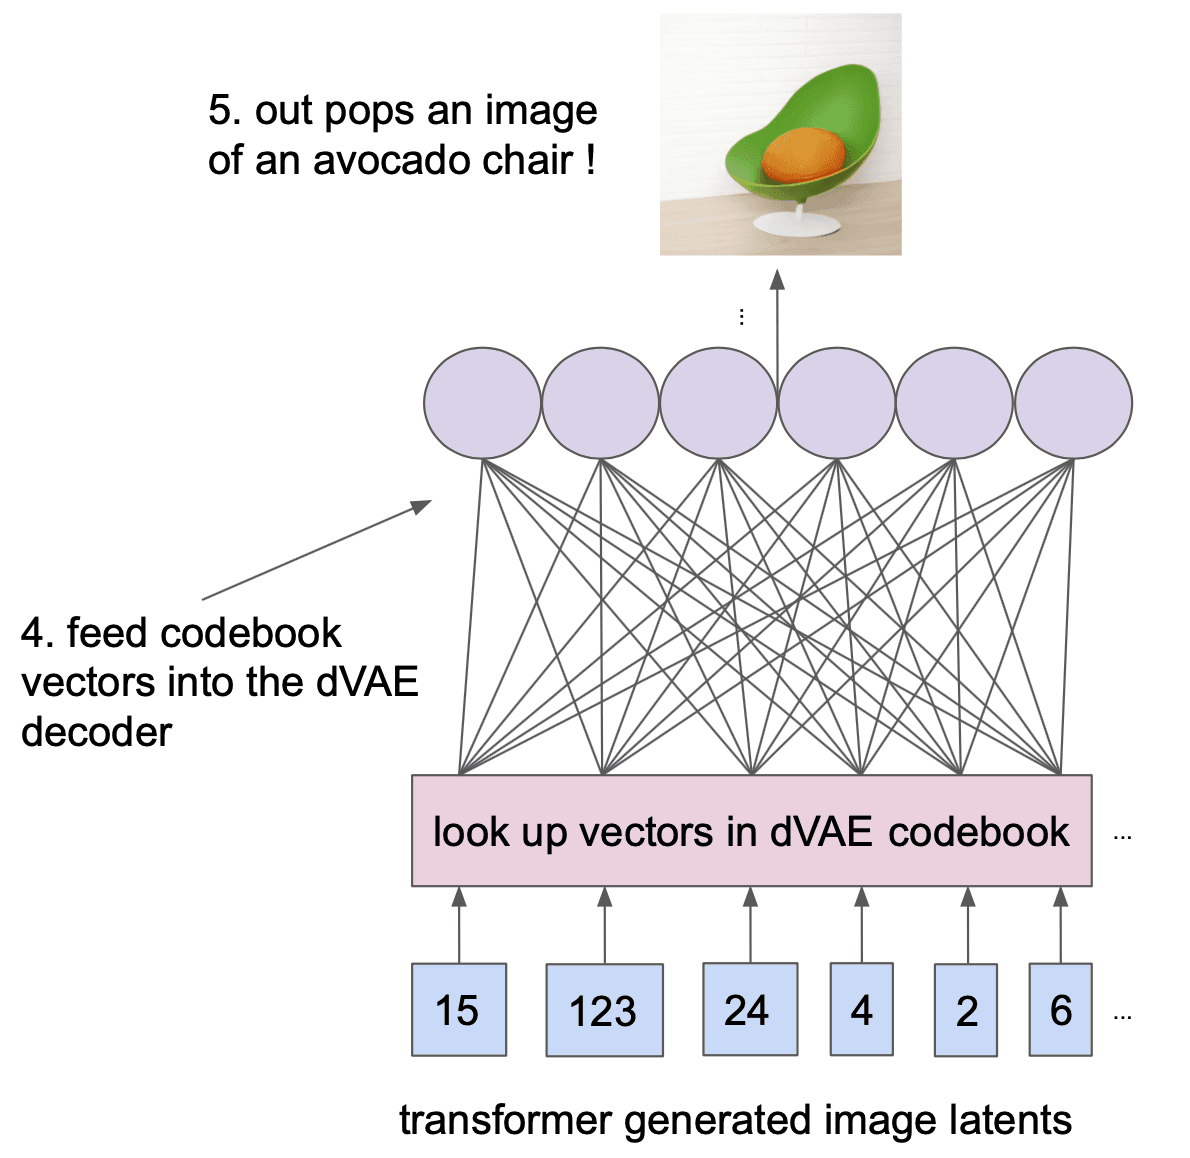 5. out pops an image
of an avocado chair !
...
4. feed codebook
vectors into the dVAE
decoder
look up vectors in dVAE codebook ...
15 123 24 4 2 6 ...
transformer generated image latents